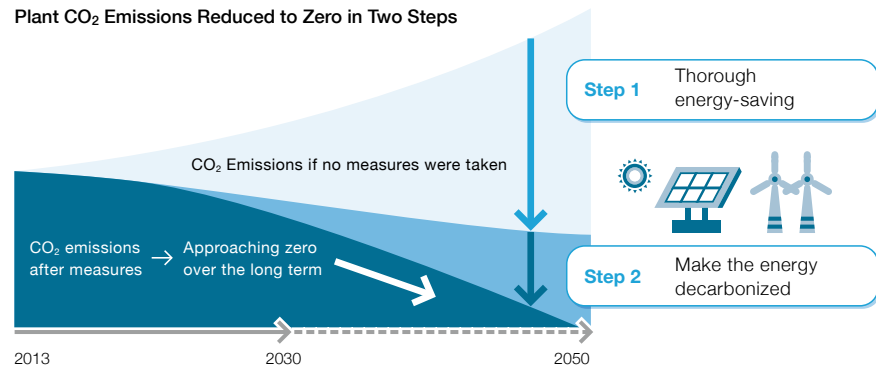 Plant CO₂ Emissions Reduced to Zero in Two Steps
Step 1
Thorough
energy-saving
CO₂ Emissions if no measures were taken
CO₂ emissions
after measures
Approaching zero
over the long term
Step 2
Make the energy
decarbonized
2013
2030
2050